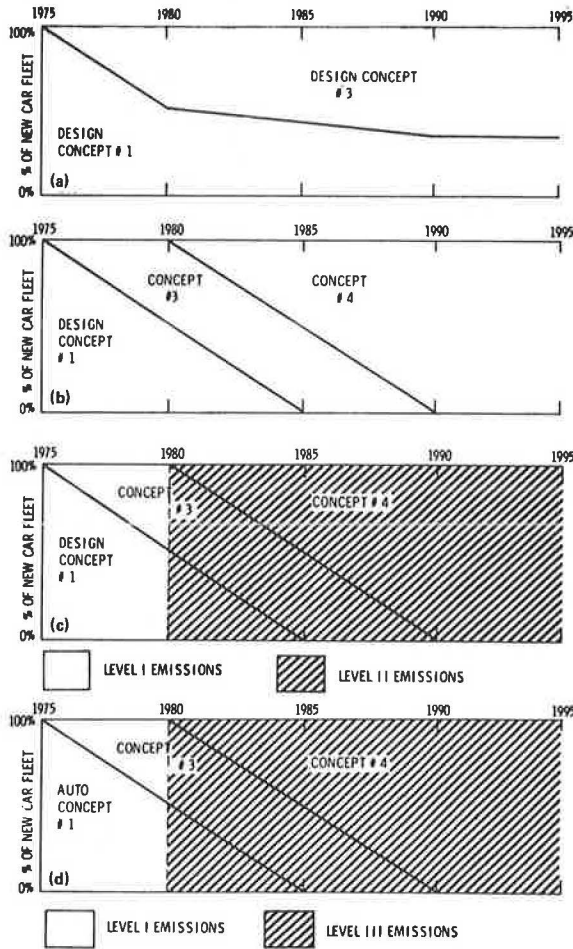 1975 1980 1985 1990 1995
100%
% OF NEW CAR FLEET
DESIGN CONCEPT
# 3
DESIGN
CONCEPT # 1
0%
(a)
1975 1980 1985 1990 1995
100%
% OF NEW CAR FLEET
CONCEPT
#3
CONCEPT
#4
DESIGN
CONCEPT
# 1
0%
(b)
1975 1980 1985 1990 1995
100%
% OF NEW CAR FLEET
CONCEPT
# 3
CONCEPT # 4
DESIGN
CONCEPT
# 1
0%
(c)
LEVEL I EMISSIONS
LEVEL II EMISSIONS
1975 1980 1985 1990 1995
100%
% OF NEW CAR FLEET
CONCEPT
# 3
CONCEPT # 4
AUTO
CONCEPT
# 1
0%
(d)
LEVEL I EMISSIONS
LEVEL III EMISSIONS